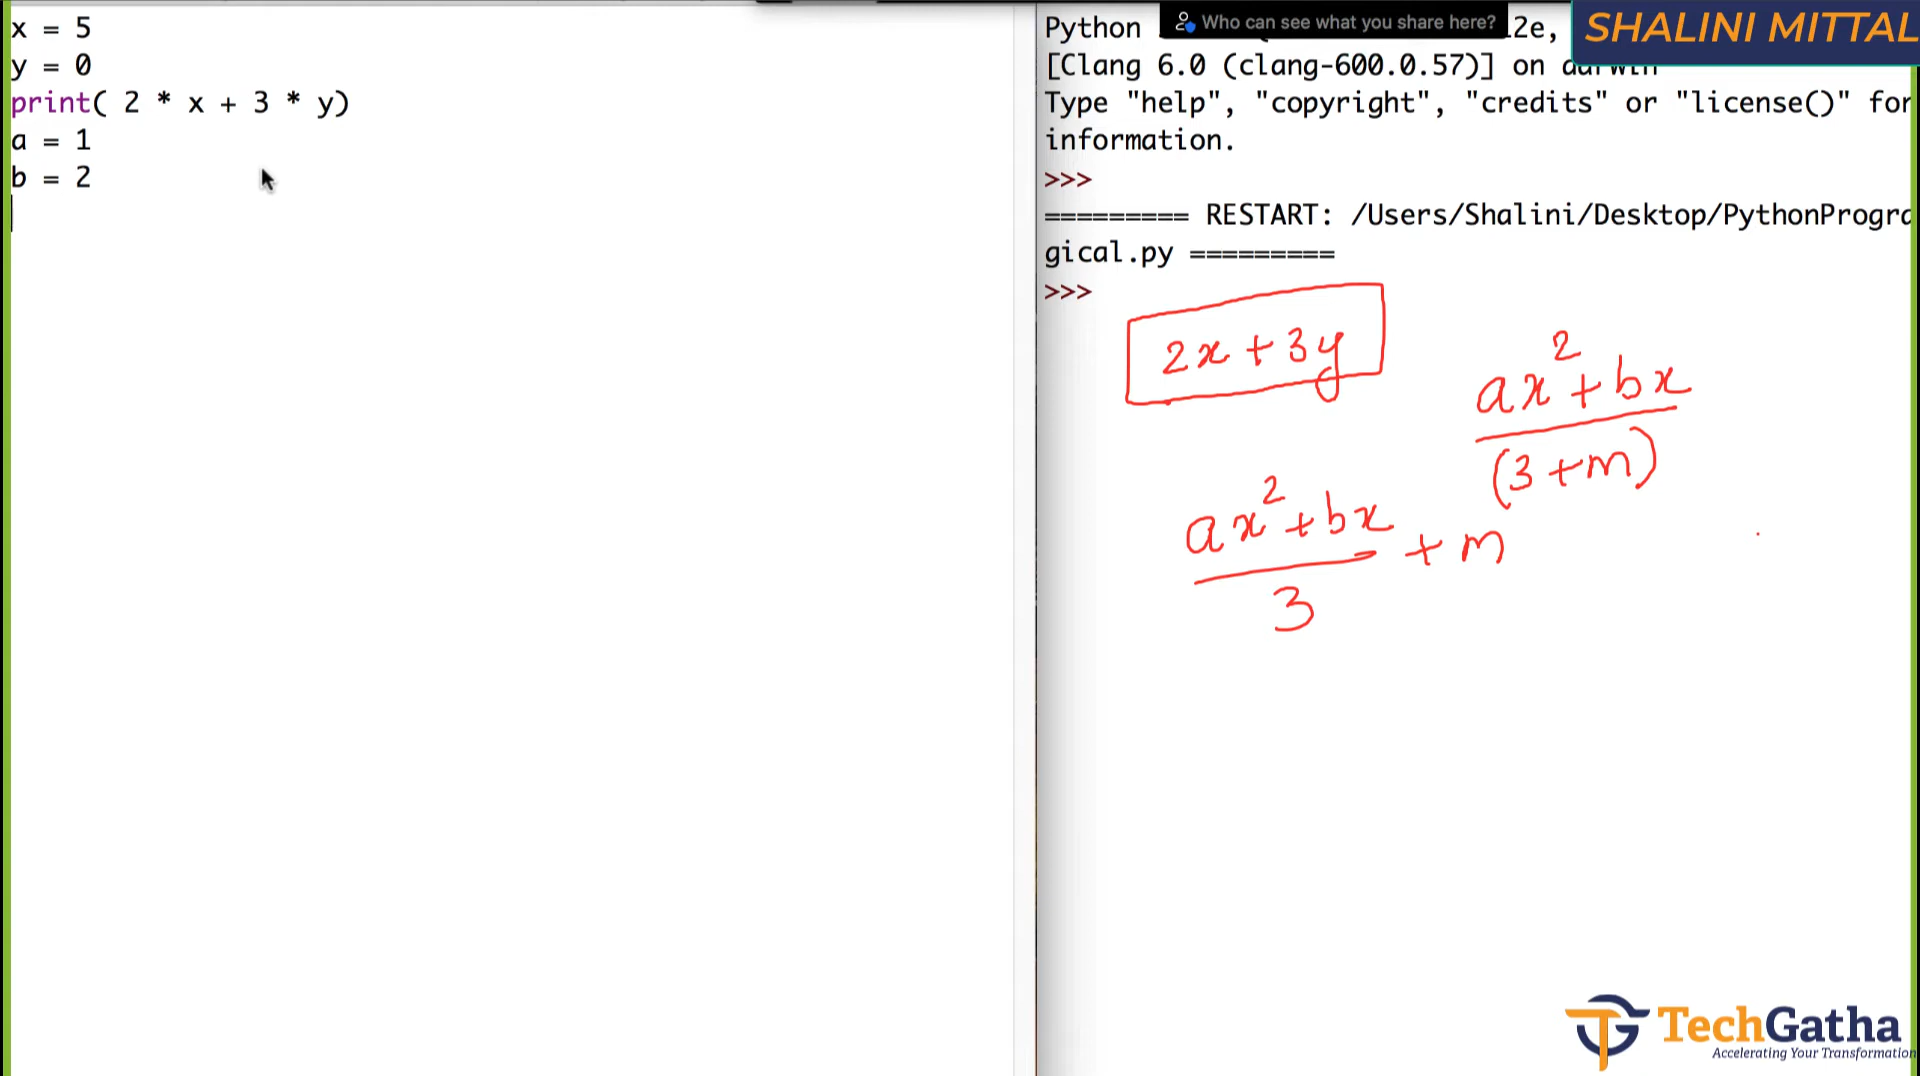 x = 5
y = 0
print( 2 * x + 3 * y)
a = 1
b = 2
Python
Who can see what you share here?
2e,
SHALINI MITTAL
[Clang 6.0 (clang-600.0.57)] on darwin
Type "help", "copyright", "credits" or "license()" for
information.
>>>
========= RESTART: /Users/Shalini/Desktop/PythonProgra
gical.py =========
>>>
2x + 3y
ax² + bx
(3 + m)
ax² + bx + m
3
TechGatha
Accelerating Your Transformation